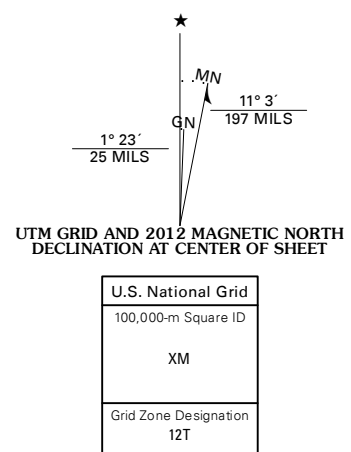 ★
MN
GN
11° 3´
197 MILS
1° 23´
25 MILS
UTM GRID AND 2012 MAGNETIC NORTH
DECLINATION AT CENTER OF SHEET
U.S. National Grid
100,000-m Square ID
XM
Grid Zone Designation
12T